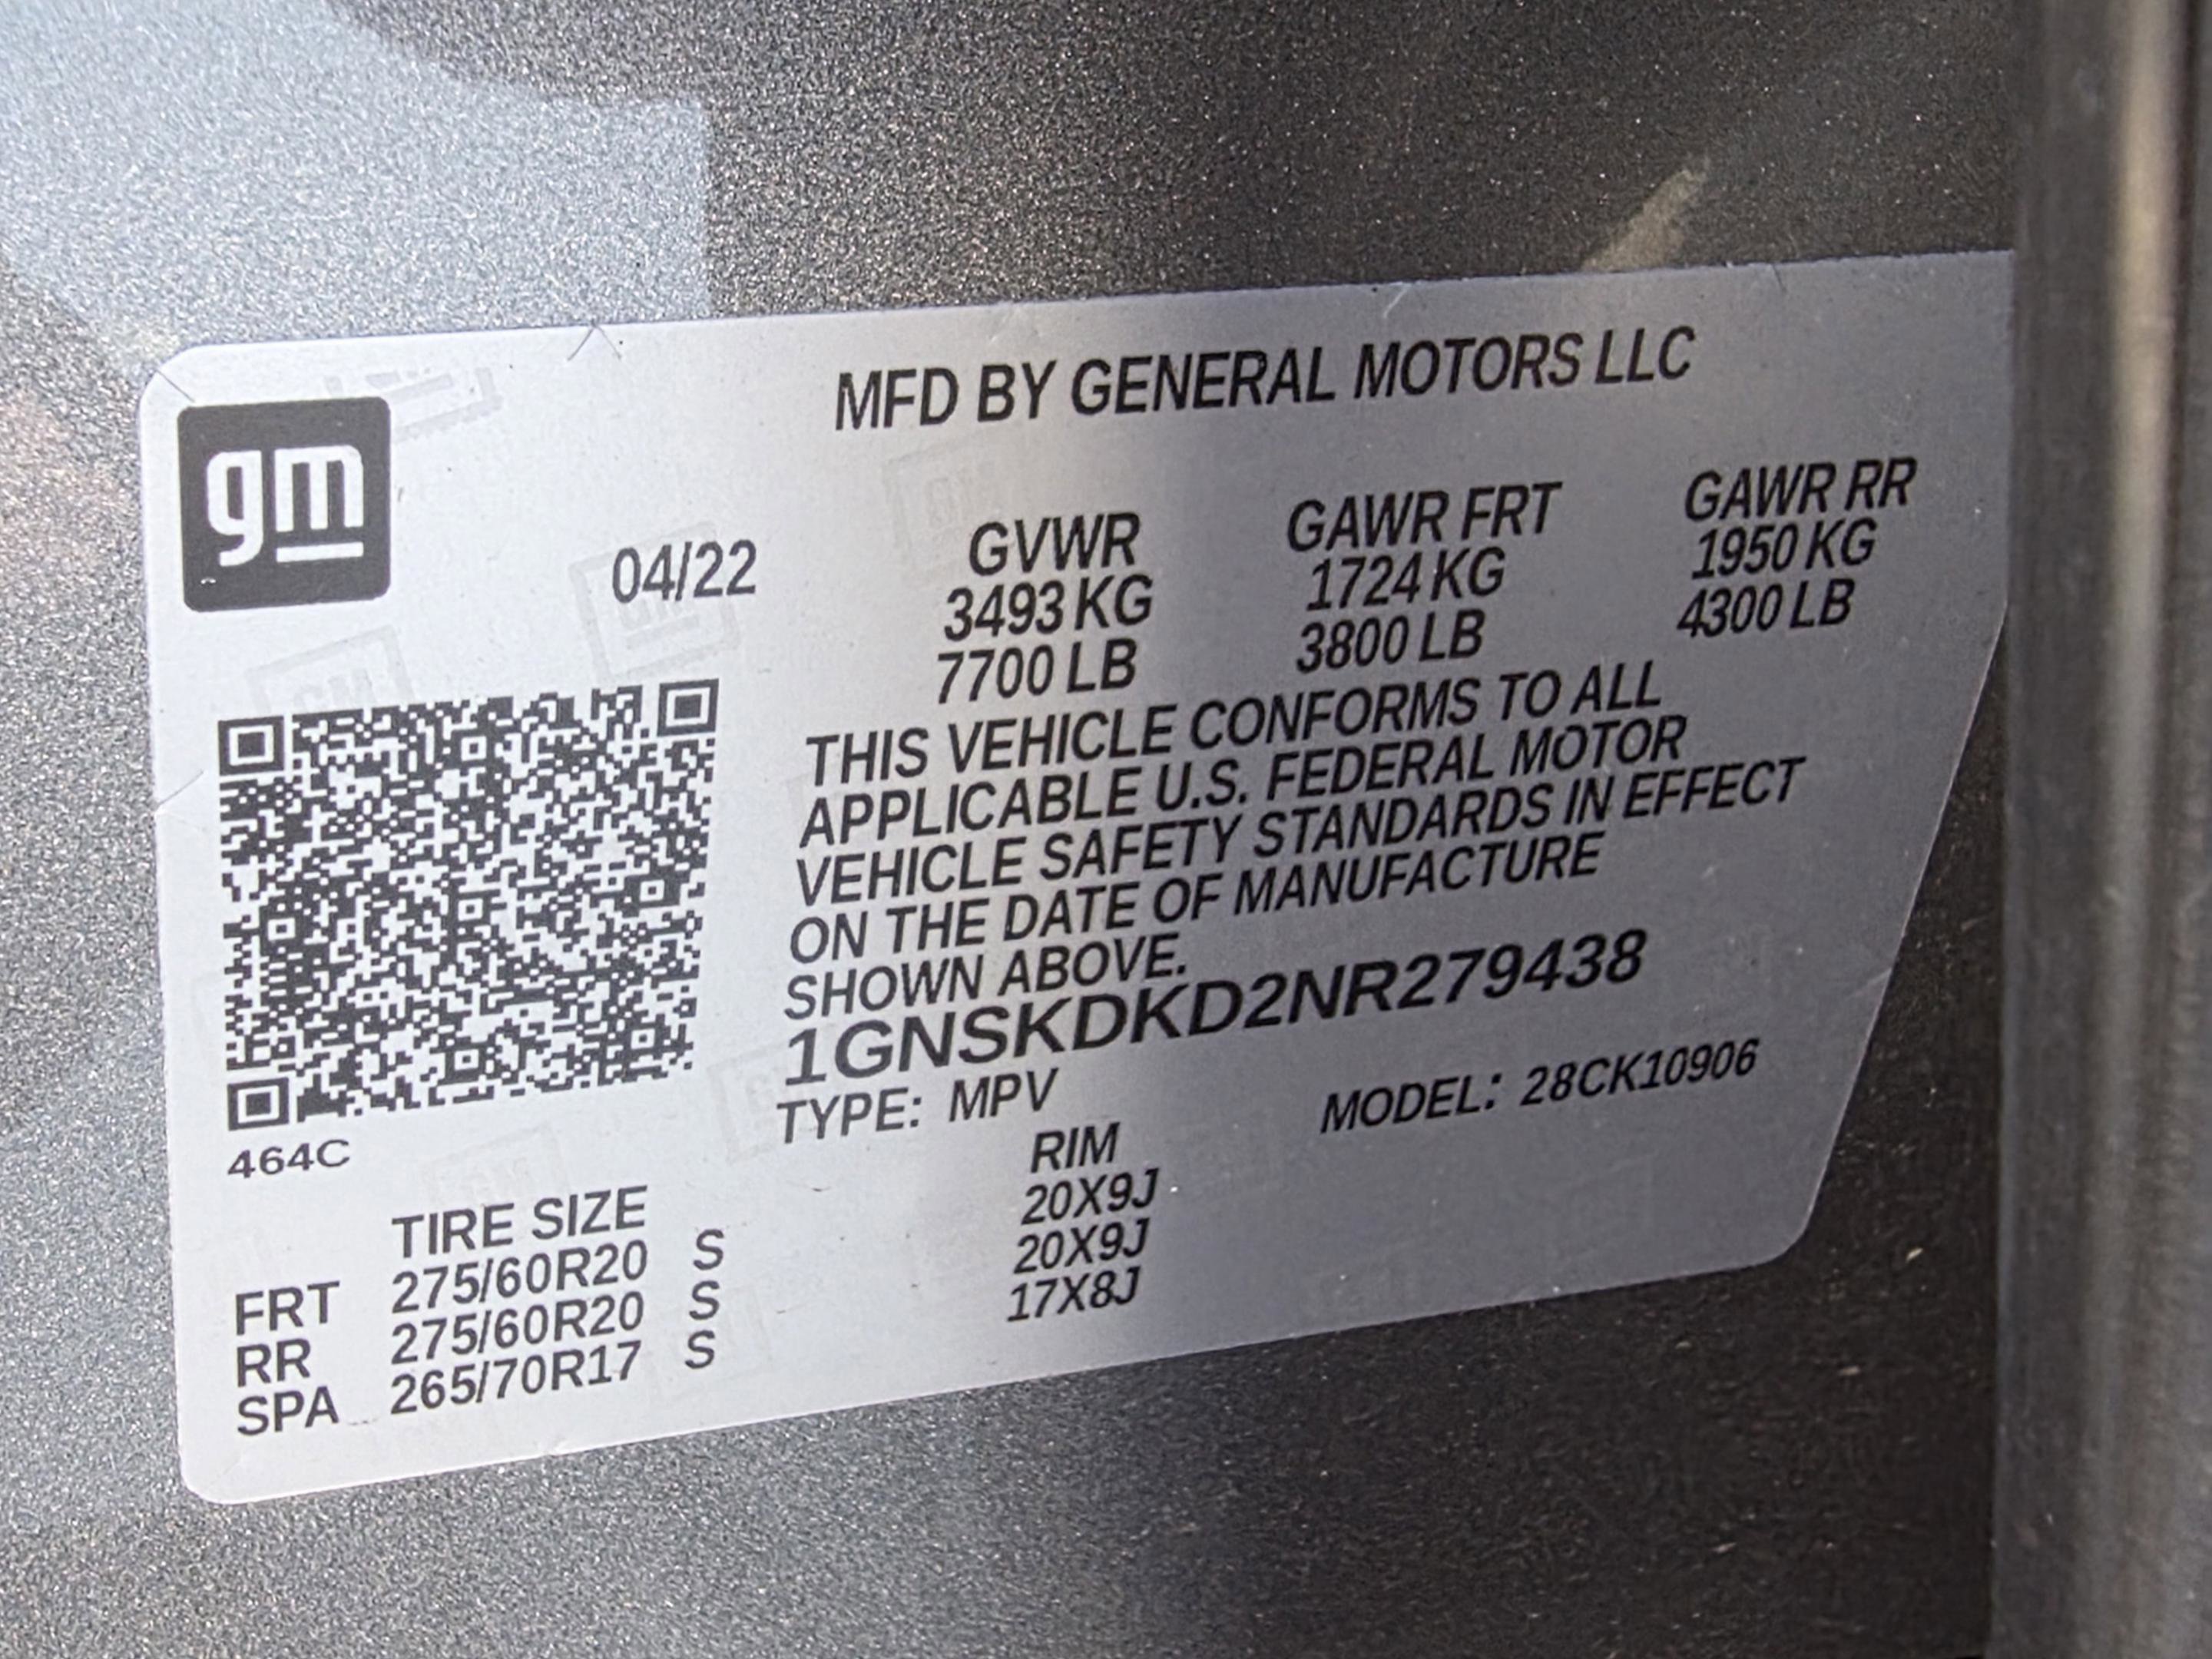 gm
MFD BY GENERAL MOTORS LLC
04/22
GVWR GAWR FRT GAWR RR
3493 KG 1724 KG 1950 KG
7700 LB 3800 LB 4300 LB
THIS VEHICLE CONFORMS TO ALL
APPLICABLE U.S. FEDERAL MOTOR
VEHICLE SAFETY STANDARDS IN EFFECT
ON THE DATE OF MANUFACTURE
SHOWN ABOVE.
1GNSKDKD2NR279438
TYPE: MPV MODEL: 28CK10906
464C
TIRE SIZE RIM
FRT 275/60R20 S 20X9J
RR 275/60R20 S 20X9J
SPA 265/70R17 S 17X8J